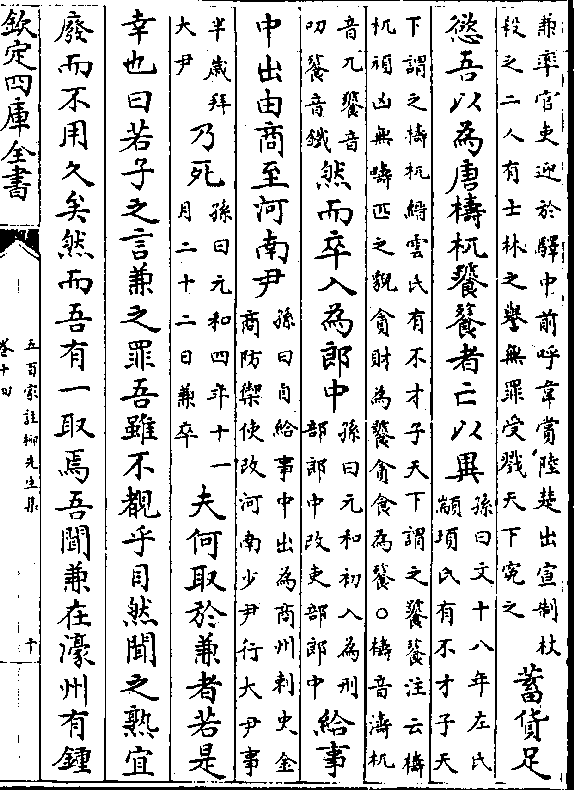 兼率官吏迎於驛中前呼韋賞陸楚出宣制杖
殺之二人有士林之譽無罪受戮天下寃之
蓄貨足
慾吾以為唐檮杌饕餮者亡以異
孫曰文十八年左氏
顓頊氏有不才子天
下謂之檮杌縉雲氏有不才子天下謂之饕餮注云檮
杌頑凶無疇匹之貌貪財為饕貪食為餮○檮音濤杌
音兀饕音
叨餮音鐵
然而卒入為郎中
孫曰元和初入為刑
部郎中改吏部郎中
給事
中出由商至河南尹
孫曰自給事中出為商州刺史金
商防禦使改河南少尹行大尹事
半歲拜
大尹
乃死
孫曰元和四年十一
月二十二日兼卒
夫何取於兼者若是
幸也曰若子之言兼之罪吾雖不覩乎目然聞之熟宜
廢而不用久矣然而吾有一取焉吾聞兼在濠州有鍾
欽定四庫全書
五百家註柳先生集
卷十四
十